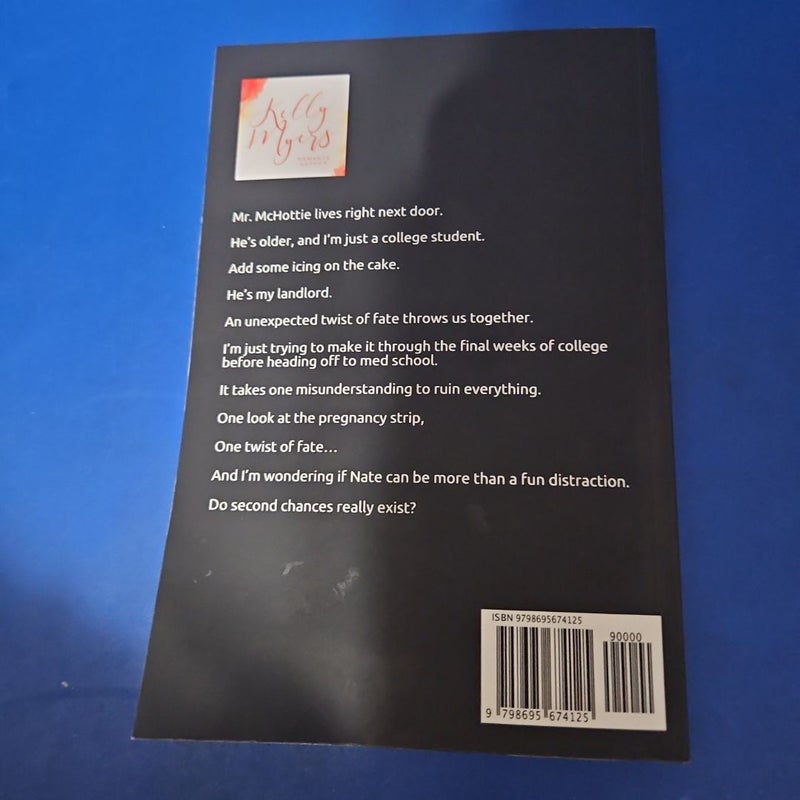 Kelly
Myers
ROMANCE
AUTHOR
Mr. McHottie lives right next door.
He's older, and I'm just a college student.
Add some icing on the cake.
He's my landlord.
An unexpected twist of fate throws us together.
I'm just trying to make it through the final weeks of college
before heading off to med school.
It takes one misunderstanding to ruin everything.
One look at the pregnancy strip,
One twist of fate…
And I'm wondering if Nate can be more than a fun distraction.
Do second chances really exist?
ISBN 9798695674125
90000
9 798695 674125